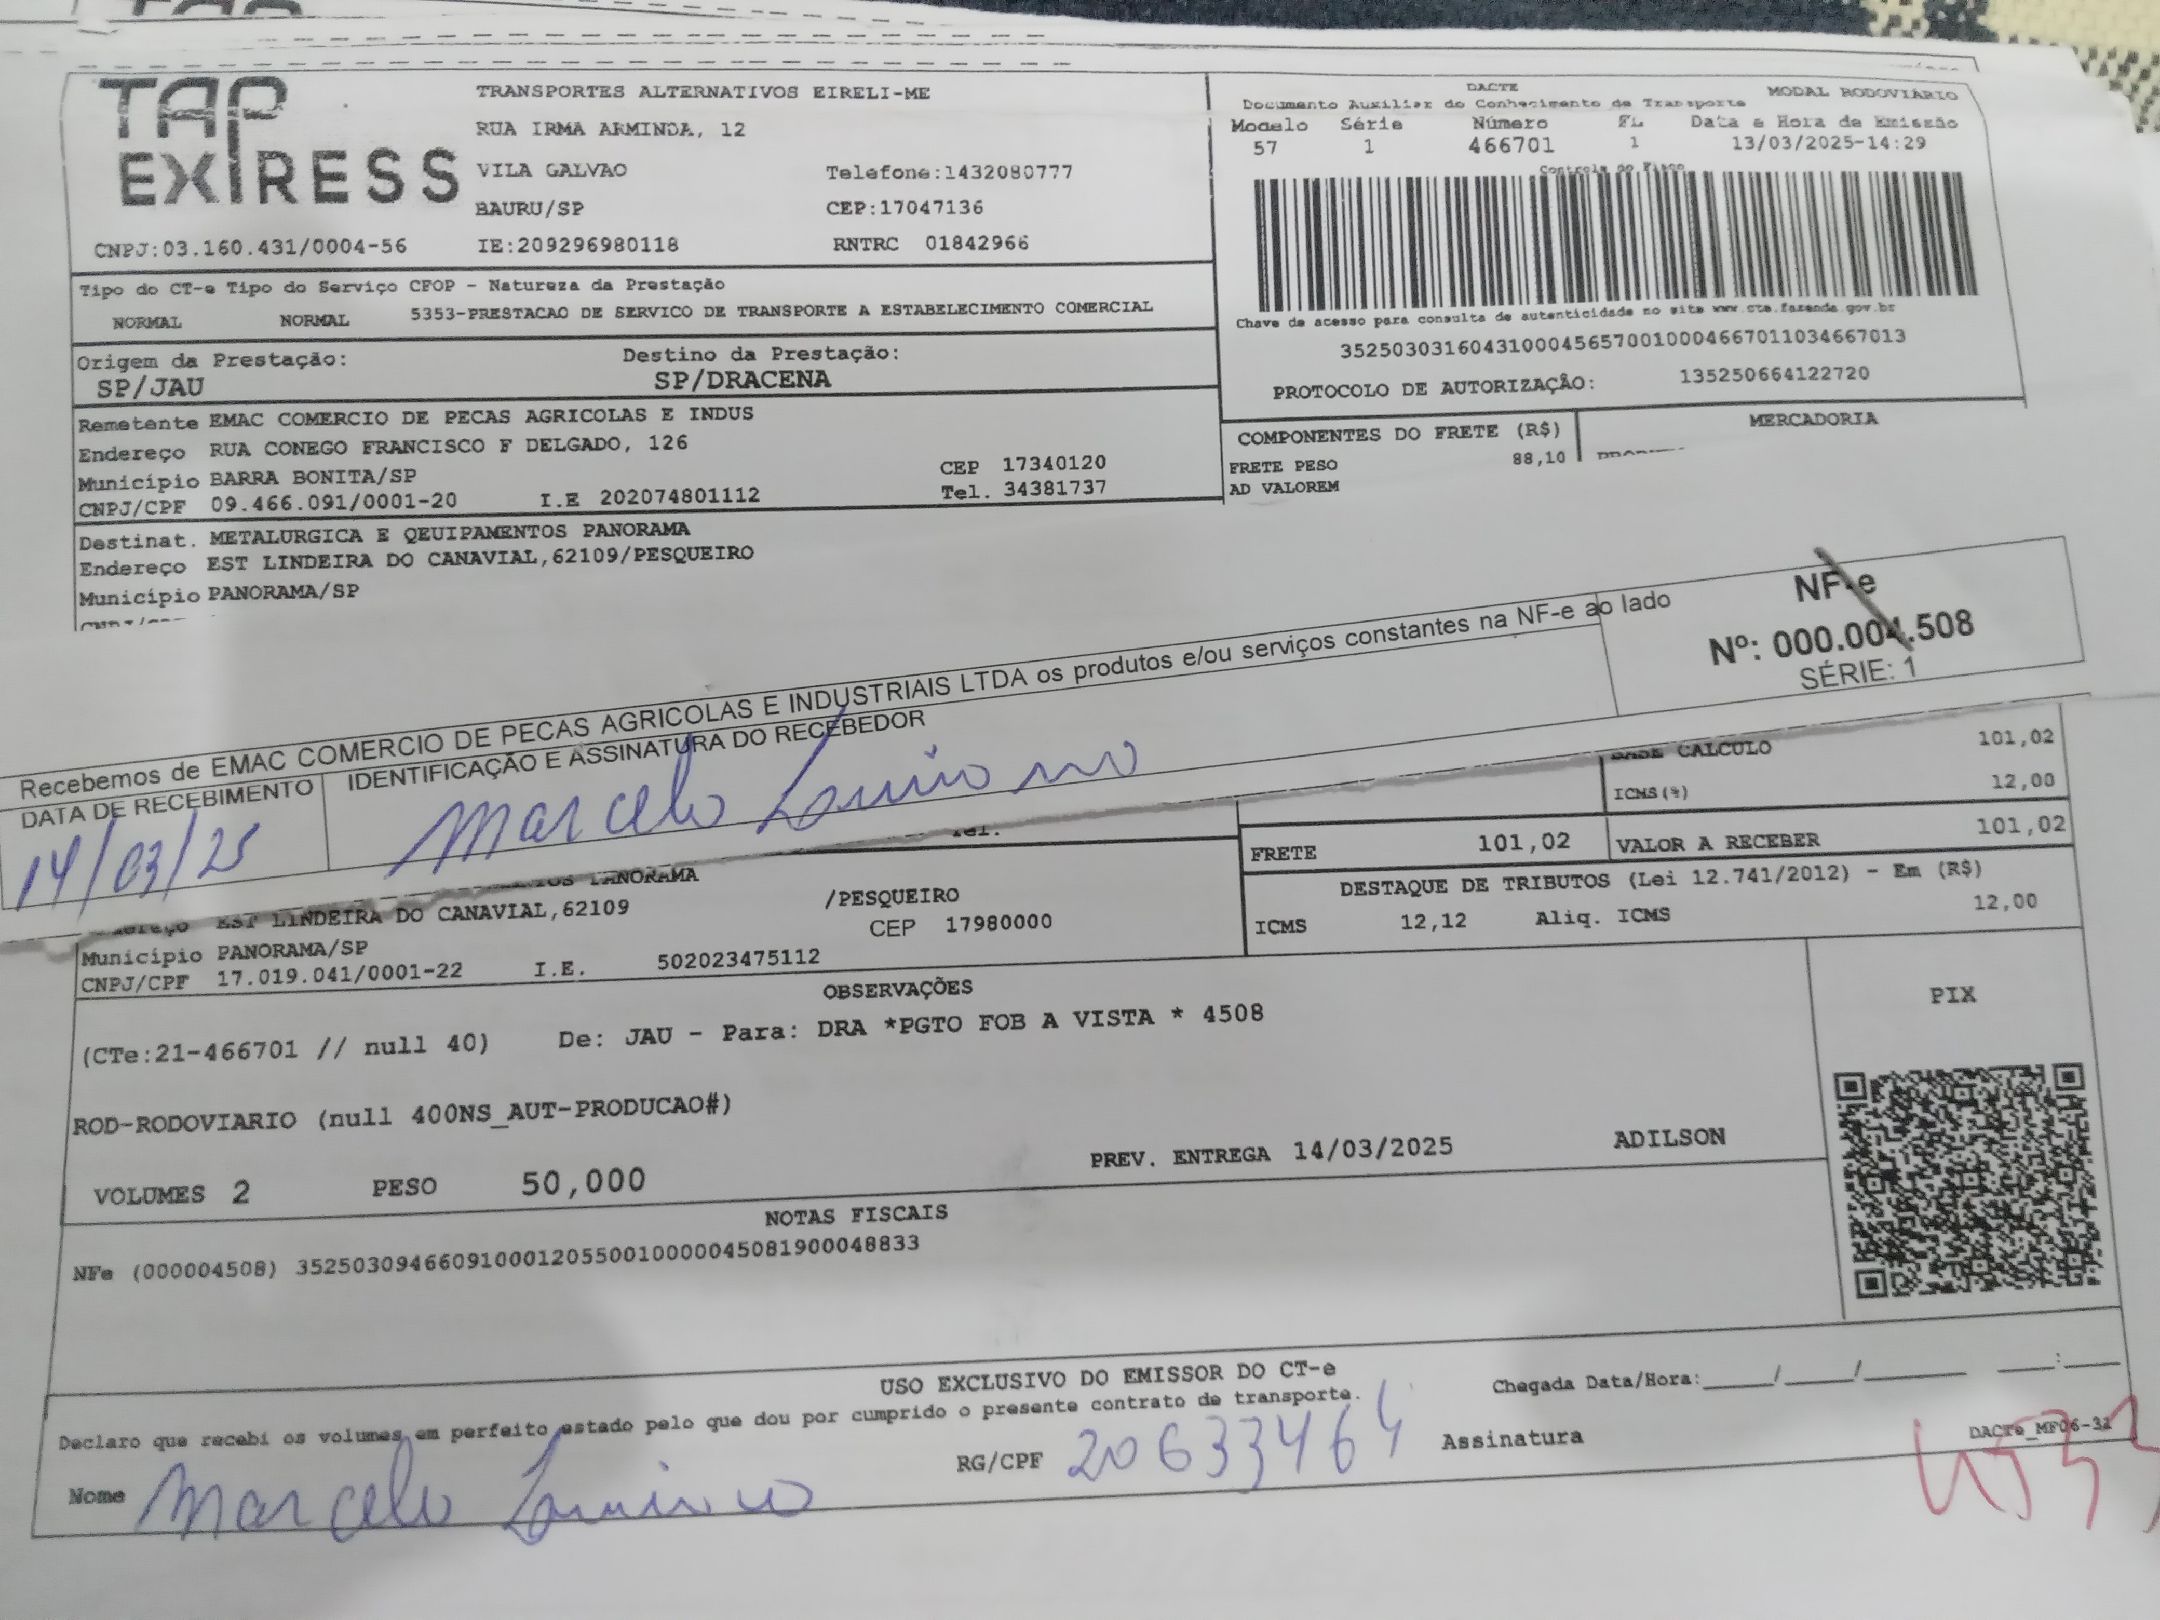 TAP
EXPRESS
TRANSPORTES ALTERNATIVOS EIRELI-ME
RUA IRMA ARMINDA, 12
VILA GALVAO Telefone:1432080777
BAURU/SP CEP:17047136
CNPJ:03.160.431/0004-56 IE:209296980118 RNTRC 01842966
DACTE MODAL RODOVIÁRIO
Documento Auxiliar do Conhecimento de Transporte
Modelo Série Número FL Data e Hora de Emissão
57 1 466701 1 13/03/2025-14:29
Controle do Fisco
Chave de acesso para consulta de autenticidade no site www.cte.fazenda.gov.br
35250303160431000456570010004667011034667013
PROTOCOLO DE AUTORIZAÇÃO: 135250664122720
Tipo do CT-e Tipo do Serviço CFOP - Natureza da Prestação
NORMAL NORMAL 5353-PRESTACAO DE SERVICO DE TRANSPORTE A ESTABELECIMENTO COMERCIAL
Origem da Prestação: Destino da Prestação:
SP/JAU SP/DRACENA
Remetente EMAC COMERCIO DE PECAS AGRICOLAS E INDUS
Endereço RUA CONEGO FRANCISCO F DELGADO, 126
Município BARRA BONITA/SP CEP 17340120
CNPJ/CPF 09.466.091/0001-20 I.E 202074801112 Tel. 34381737
COMPONENTES DO FRETE (R$) MERCADORIA
FRETE PESO 88,10
AD VALOREM
Destinat. METALURGICA E QEUIPAMENTOS PANORAMA
Endereço EST LINDEIRA DO CANAVIAL,62109/PESQUEIRO
Município PANORAMA/SP
Recebemos de EMAC COMERCIO DE PECAS AGRICOLAS E INDUSTRIAIS LTDA os produtos e/ou serviços constantes na NF-e ao lado
DATA DE RECEBIMENTO IDENTIFICAÇÃO E ASSINATURA DO RECEBEDOR
14/03/25 Marcelo
NF-e
Nº: 000.004.508
SÉRIE: 1
BASE CALCULO 101,02
ICMS(%) 12,00
Tel.
FRETE 101,02 VALOR A RECEBER 101,02
DESTAQUE DE TRIBUTOS (Lei 12.741/2012) - Em (R$)
ICMS 12,12 Aliq. ICMS 12,00
PANORAMA
Endereço EST LINDEIRA DO CANAVIAL,62109 /PESQUEIRO
Município PANORAMA/SP CEP 17980000
CNPJ/CPF 17.019.041/0001-22 I.E. 502023475112
OBSERVAÇÕES
(CTe:21-466701 // null 40) De: JAU - Para: DRA *PGTO FOB A VISTA * 4508
ROD-RODOVIARIO (null 400NS_AUT-PRODUCAO#)
VOLUMES 2 PESO 50,000 PREV. ENTREGA 14/03/2025 ADILSON
PIX
NOTAS FISCAIS
NFe (000004508) 35250309466091000120550010000045081900048833
USO EXCLUSIVO DO EMISSOR DO CT-e
Declaro que recebi os volumes em perfeito estado pelo que dou por cumprido o presente contrato de transporte.
Chegada Data/Hora:_____/_____/_______ ___:____
Nome Marcelo RG/CPF 20633464 Assinatura
DACTe_MF06-32